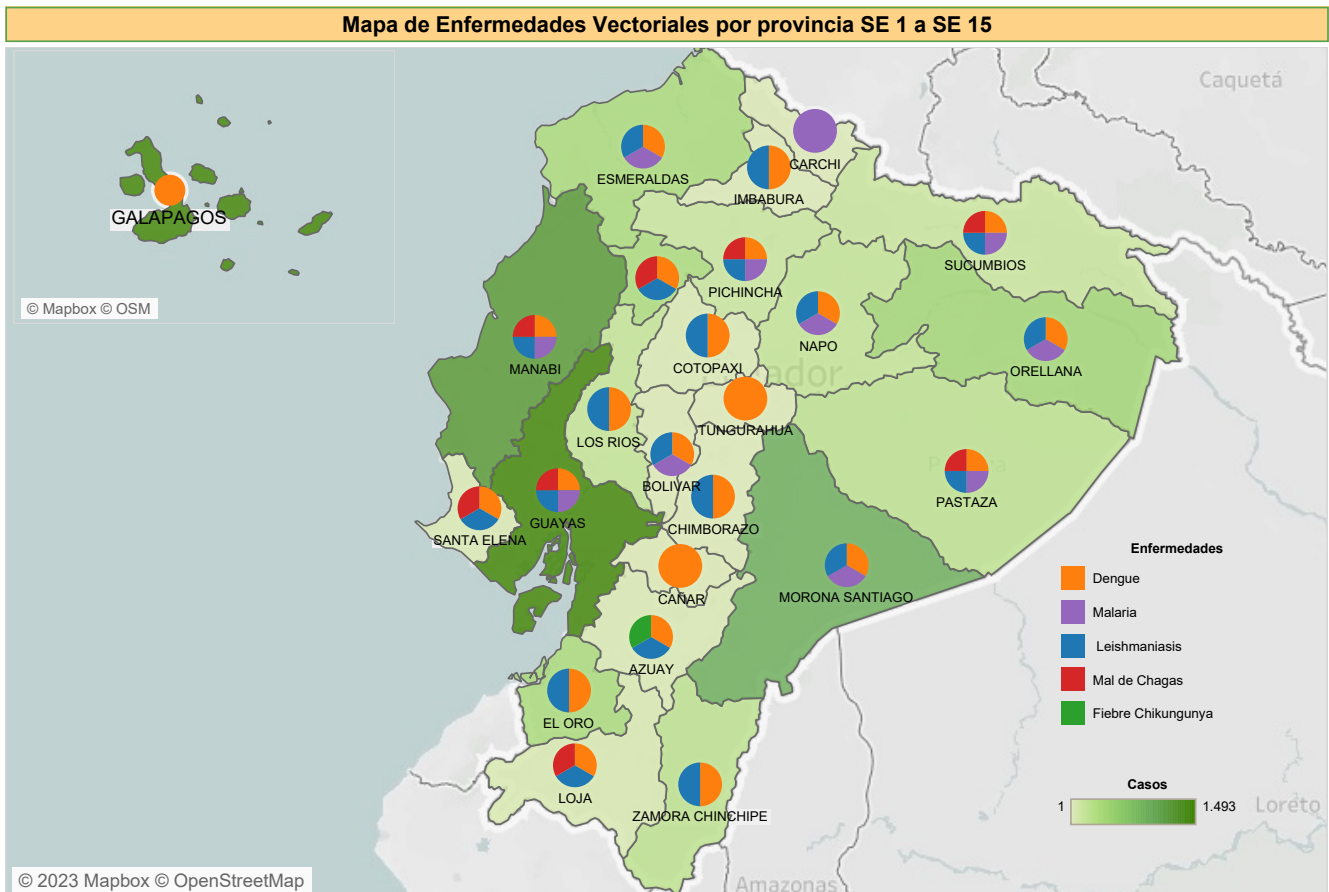 Mapa de Enfermedades Vectoriales por provincia SE 1 a SE 15
Caquetá
CARCHI
ESMERALDAS
IMBABURA
GALAPAGOS
SUCUMBIOS
PICHINCHA
© Mapbox © OSM
NAPO
MANABI
COTOPAXI
ORELLANA
TUNGURAHUA
LOS RIOS
BOLIVAR
PASTAZA
GUAYAS
CHIMBORAZO
SANTA ELENA
Enfermedades
Dengue
CAÑAR
MORONA SANTIAGO
Malaria
Leishmaniasis
AZUAY
Mal de Chagas
Fiebre Chikungunya
EL ORO
Casos
LOJA
1
1.493
Loreto
ZAMORA CHINCHIPE
© 2023 Mapbox © OpenStreetMap
Amazonas